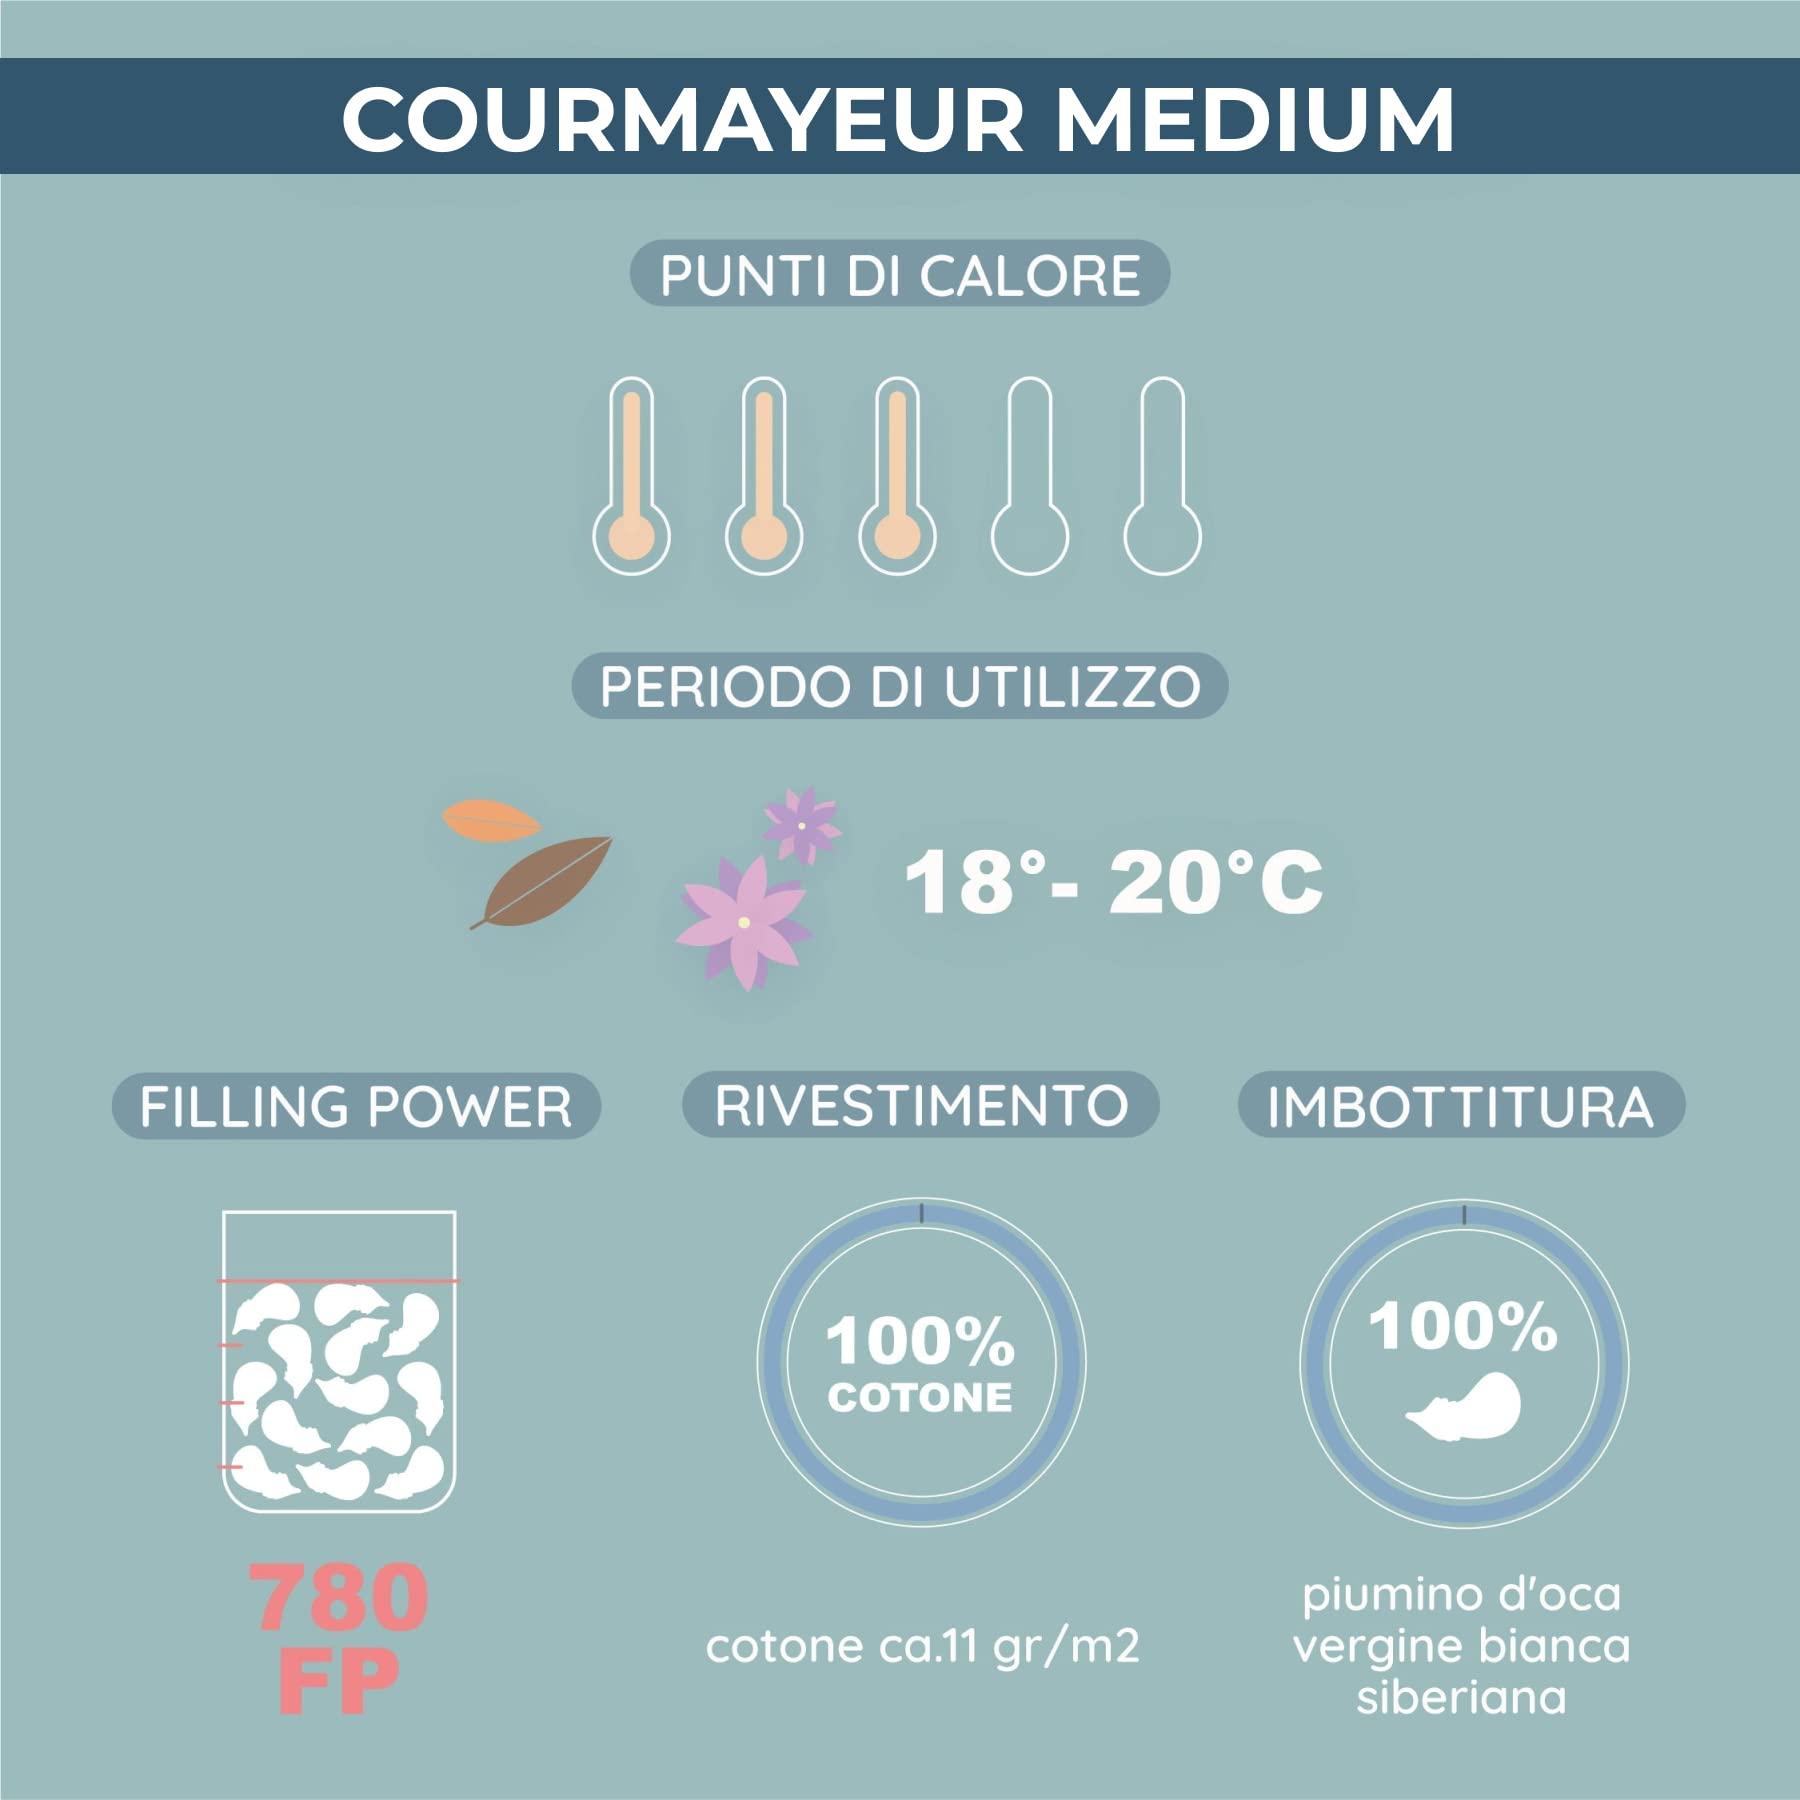 COURMAYEUR MEDIUM
PUNTI DI CALORE
PERIODO DI UTILIZZO
18°- 20°C
FILLING POWER
RIVESTIMENTO
IMBOTTITURA
100%
COTONE
100%
780
FP
cotone ca.11 gr/m2
piumino d'oca
vergine bianca
siberiana